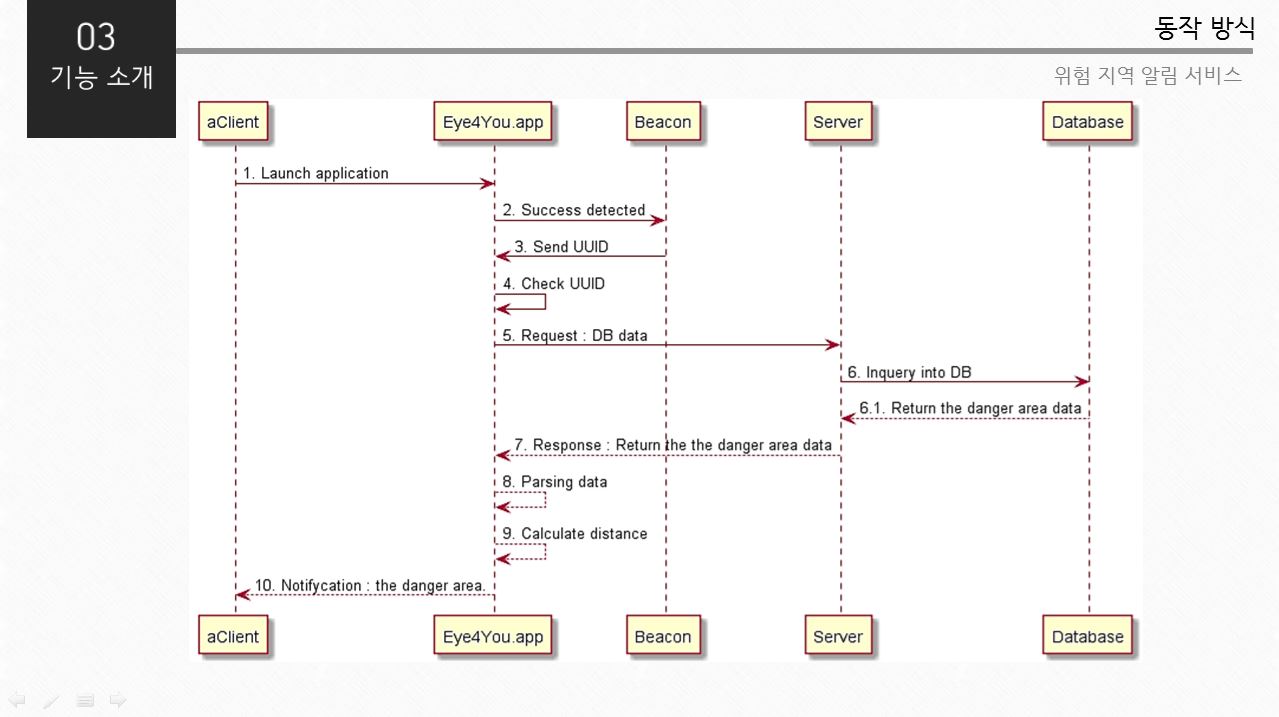 03
기능 소개
동작 방식
위험 지역 알림 서비스
aClient Eye4You.app Beacon Server Database
1. Launch application
2. Success detected
3. Send UUID
4. Check UUID
5. Request : DB data
6. Inquery into DB
6.1. Return the danger area data
7. Response : Return the the danger area data
8. Parsing data
9. Calculate distance
10. Notifycation : the danger area.
aClient Eye4You.app Beacon Server Database